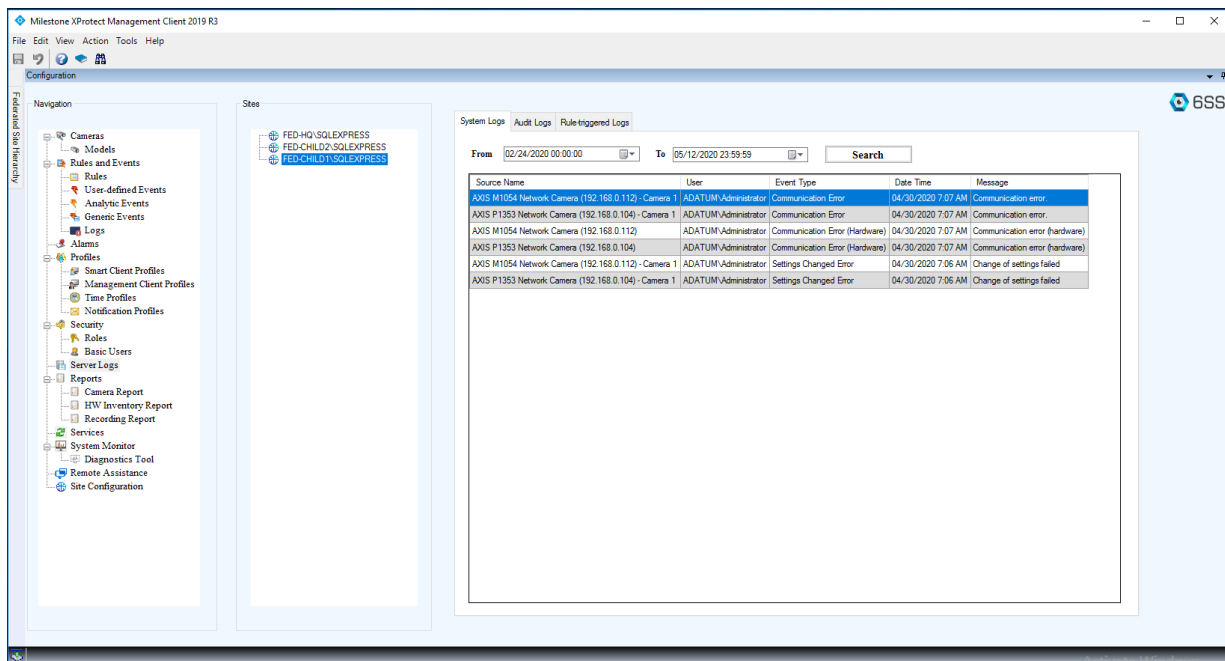 Milestone XProtect Management Client 2019 R3
File Edit View Action Tools Help
Configuration
Federated Site Hierarchy
Navigation
Cameras
Models
Rules and Events
Rules
User-defined Events
Analytic Events
Generic Events
Logs
Alarms
Profiles
Smart Client Profiles
Management Client Profiles
Time Profiles
Notification Profiles
Security
Roles
Basic Users
Server Logs
Reports
Camera Report
HW Inventory Report
Recording Report
Services
System Monitor
Diagnostics Tool
Remote Assistance
Site Configuration
Sites
FED-HQ\SQLEXPRESS
FED-CHILD2\SQLEXPRESS
FED-CHILD1\SQLEXPRESS
6SS
System Logs Audit Logs Rule-triggered Logs
From 02/24/2020 00:00:00 To 05/12/2020 23:59:59 Search
Source Name User Event Type Date Time Message
AXIS M1054 Network Camera (192.168.0.112) - Camera 1 ADATUM\Administrator Communication Error 04/30/2020 7:07 AM Communication error.
AXIS P1353 Network Camera (192.168.0.104) - Camera 1 ADATUM\Administrator Communication Error 04/30/2020 7:07 AM Communication error.
AXIS M1054 Network Camera (192.168.0.112) ADATUM\Administrator Communication Error (Hardware) 04/30/2020 7:07 AM Communication error (hardware)
AXIS P1353 Network Camera (192.168.0.104) ADATUM\Administrator Communication Error (Hardware) 04/30/2020 7:07 AM Communication error (hardware)
AXIS M1054 Network Camera (192.168.0.112) - Camera 1 ADATUM\Administrator Settings Changed Error 04/30/2020 7:06 AM Change of settings failed
AXIS P1353 Network Camera (192.168.0.104) - Camera 1 ADATUM\Administrator Settings Changed Error 04/30/2020 7:06 AM Change of settings failed